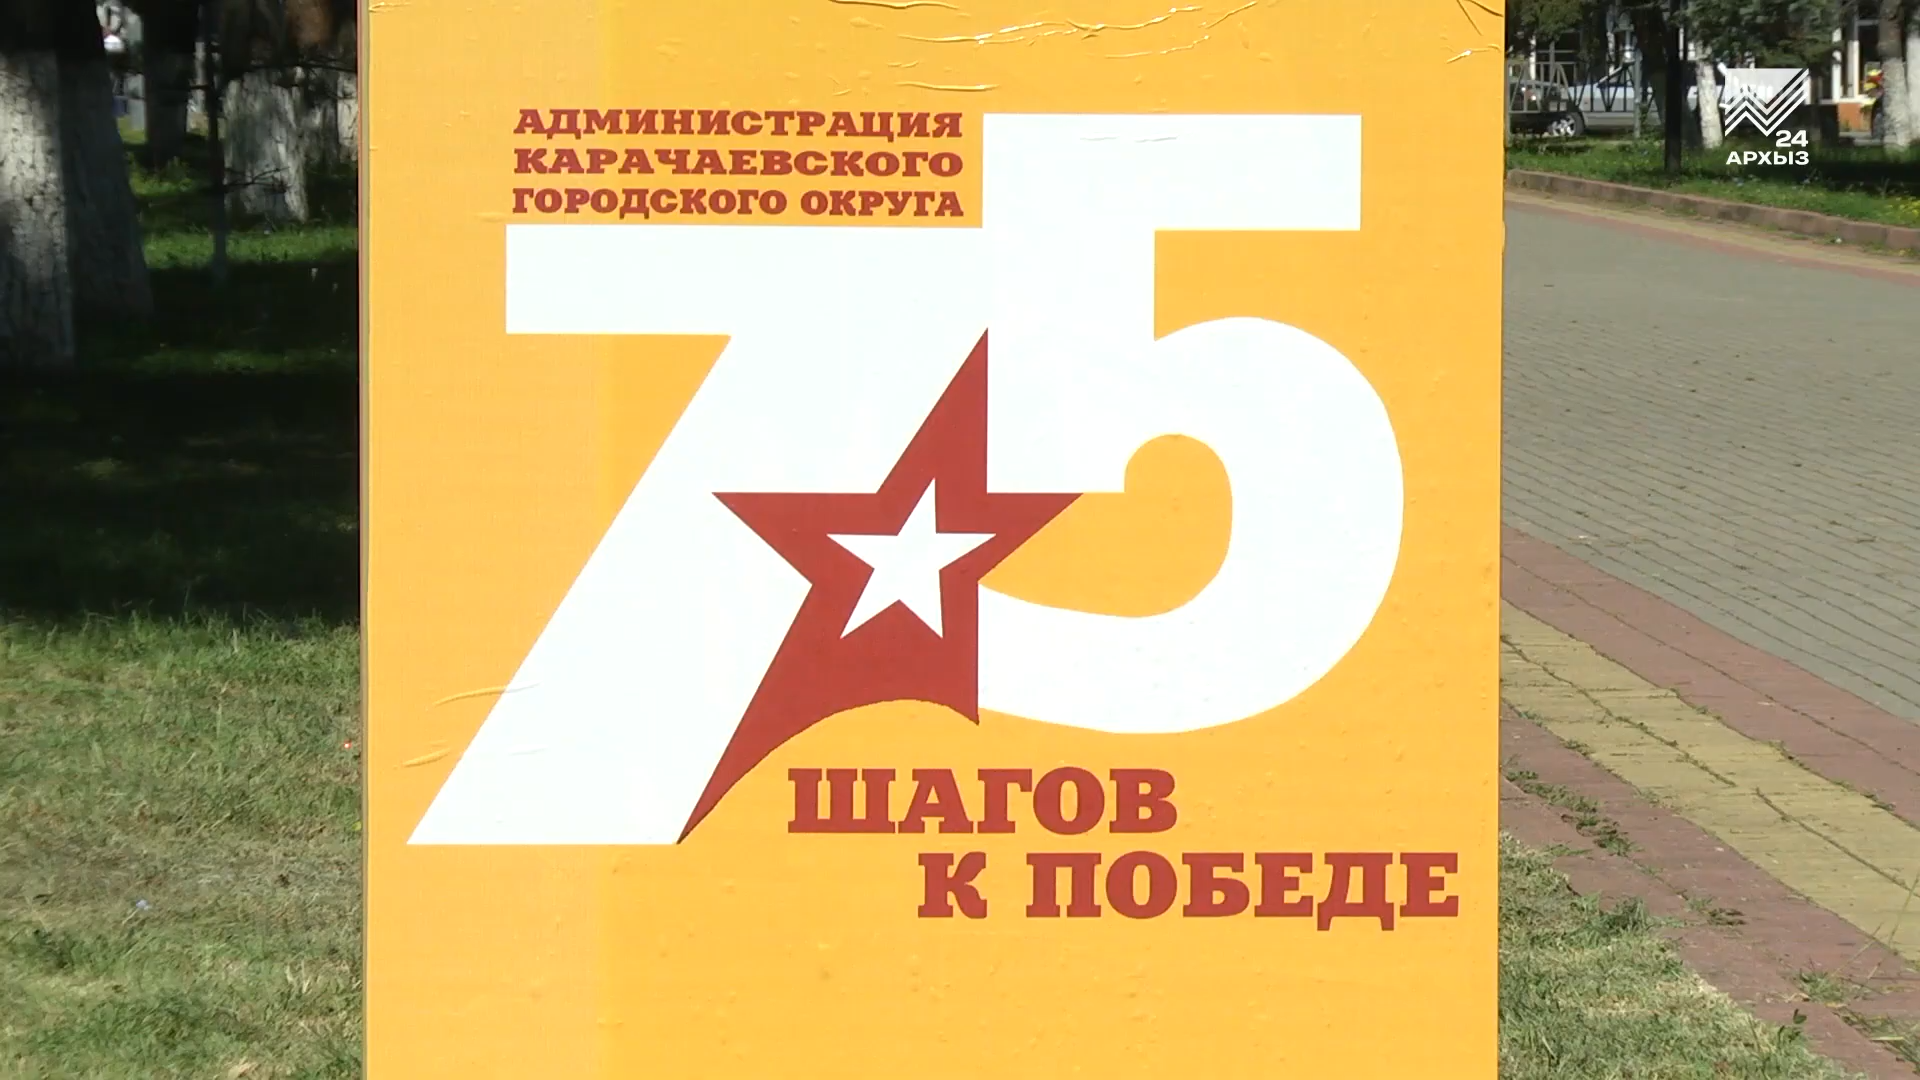 АДМИНИСТРАЦИЯ
КАРАЧАЕВСКОГО
ГОРОДСКОГО ОКРУГА
75
ШАГОВ
К ПОБЕДЕ
24
АРХЫЗ